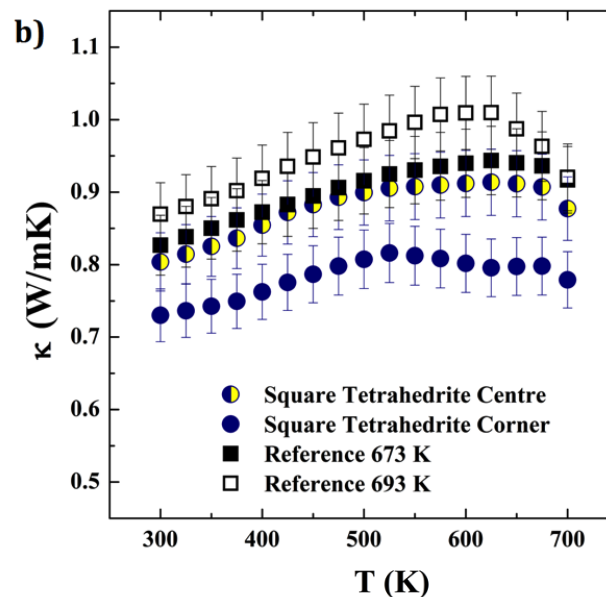 b)
1.1
1.0
0.9
0.8
0.7
0.6
0.5
κ (W/mK)
Square Tetrahedrite Centre
Square Tetrahedrite Corner
Reference 673 K
Reference 693 K
300 400 500 600 700
T (K)